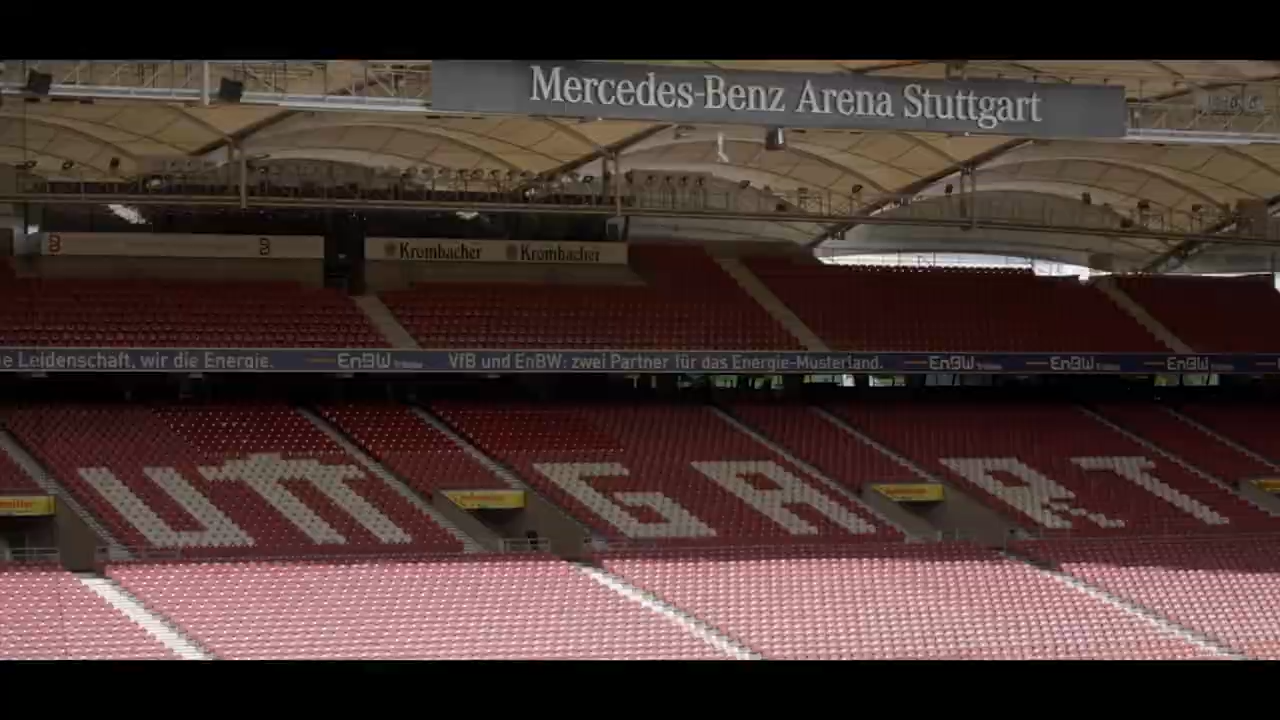 Mercedes-Benz Arena Stuttgart
Krombacher Krombacher
e Leidenschaft, wir die Energie. EnBW VfB und EnBW: zwei Partner für das Energie-Musterland. EnBW EnBW EnBW
UTTGART